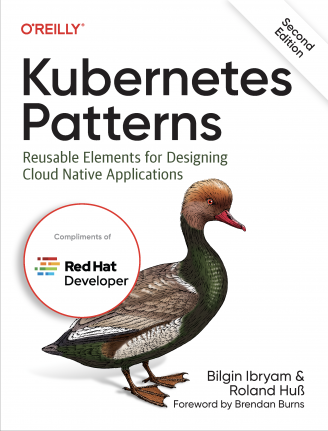 O'REILLY®
Second
Edition
Kubernetes
Patterns
Reusable Elements for Designing
Cloud Native Applications
Compliments of
Red Hat
Developer
Bilgin Ibryam &
Roland Huß
Foreword by Brendan Burns